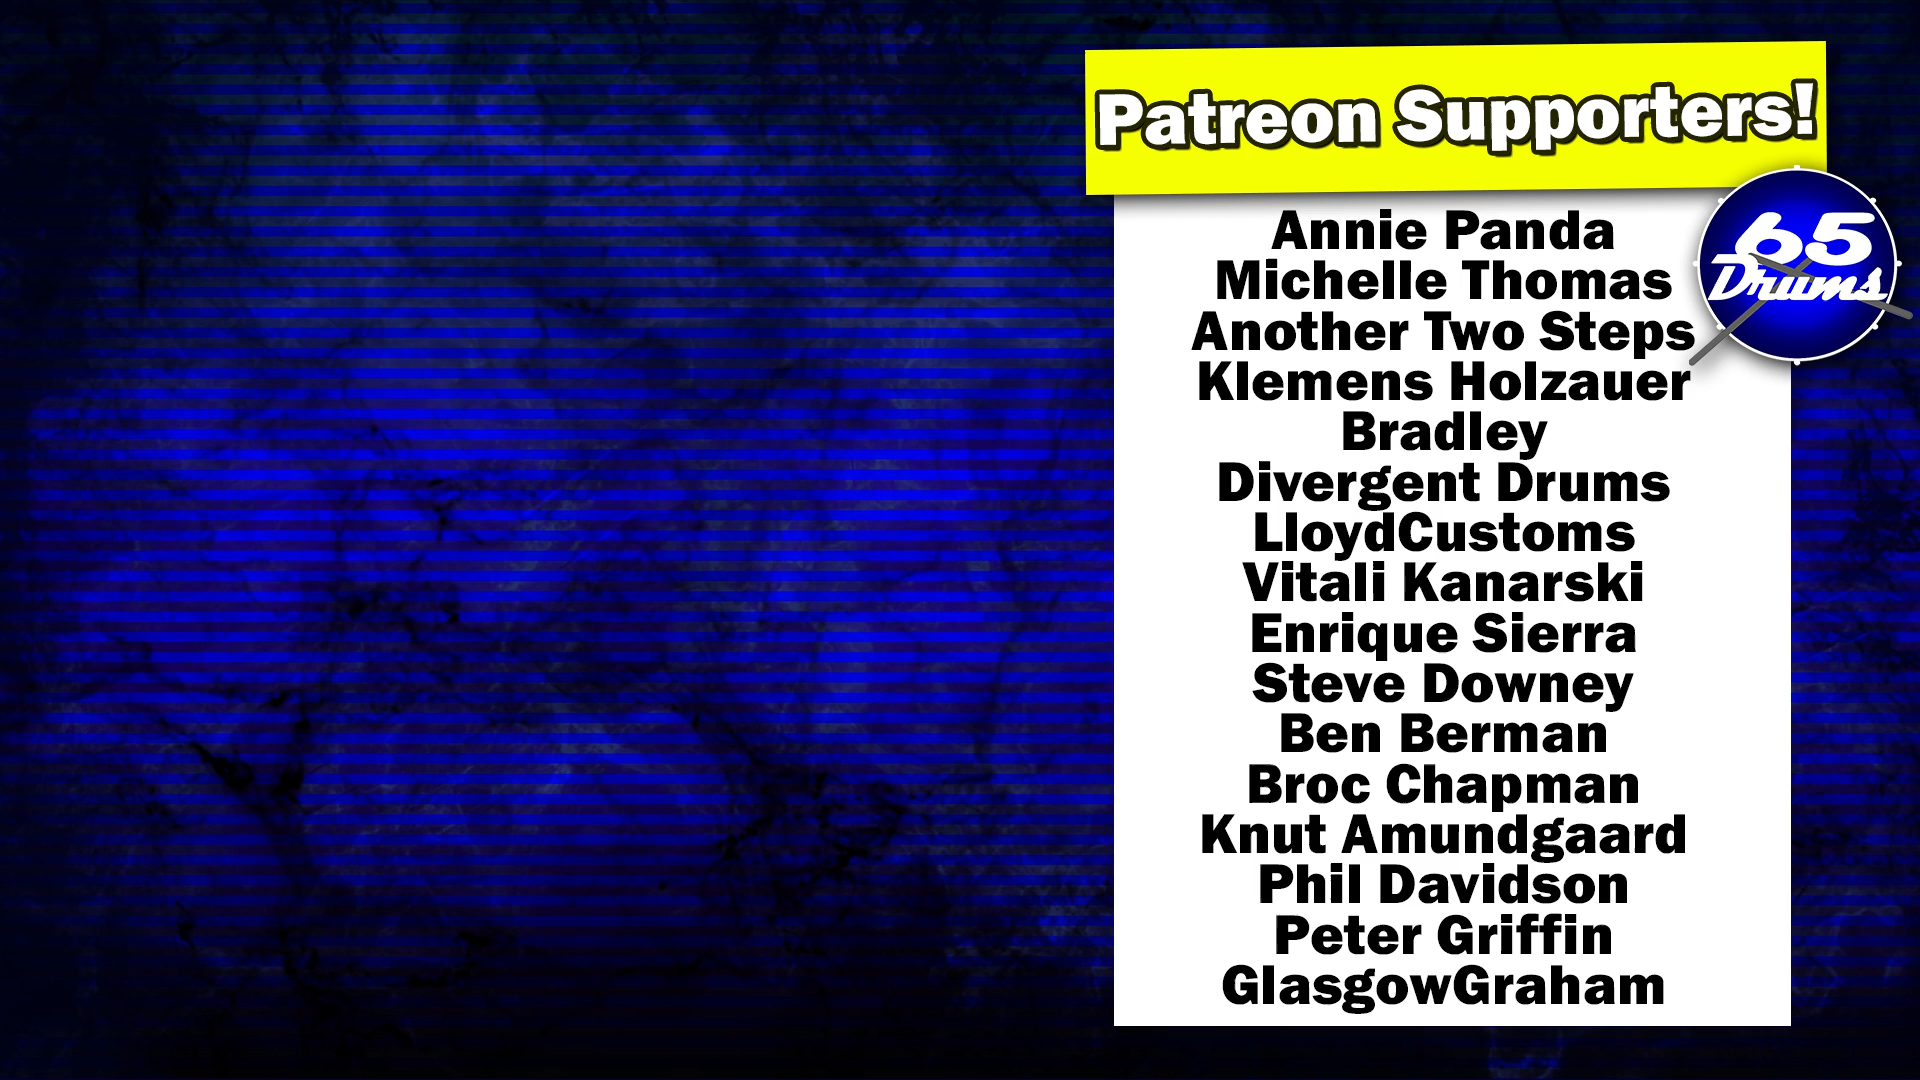 Patreon Supporters!
65
Drums
Annie Panda
Michelle Thomas
Another Two Steps
Klemens Holzauer
Bradley
Divergent Drums
LloydCustoms
Vitali Kanarski
Enrique Sierra
Steve Downey
Ben Berman
Broc Chapman
Knut Amundgaard
Phil Davidson
Peter Griffin
GlasgowGraham